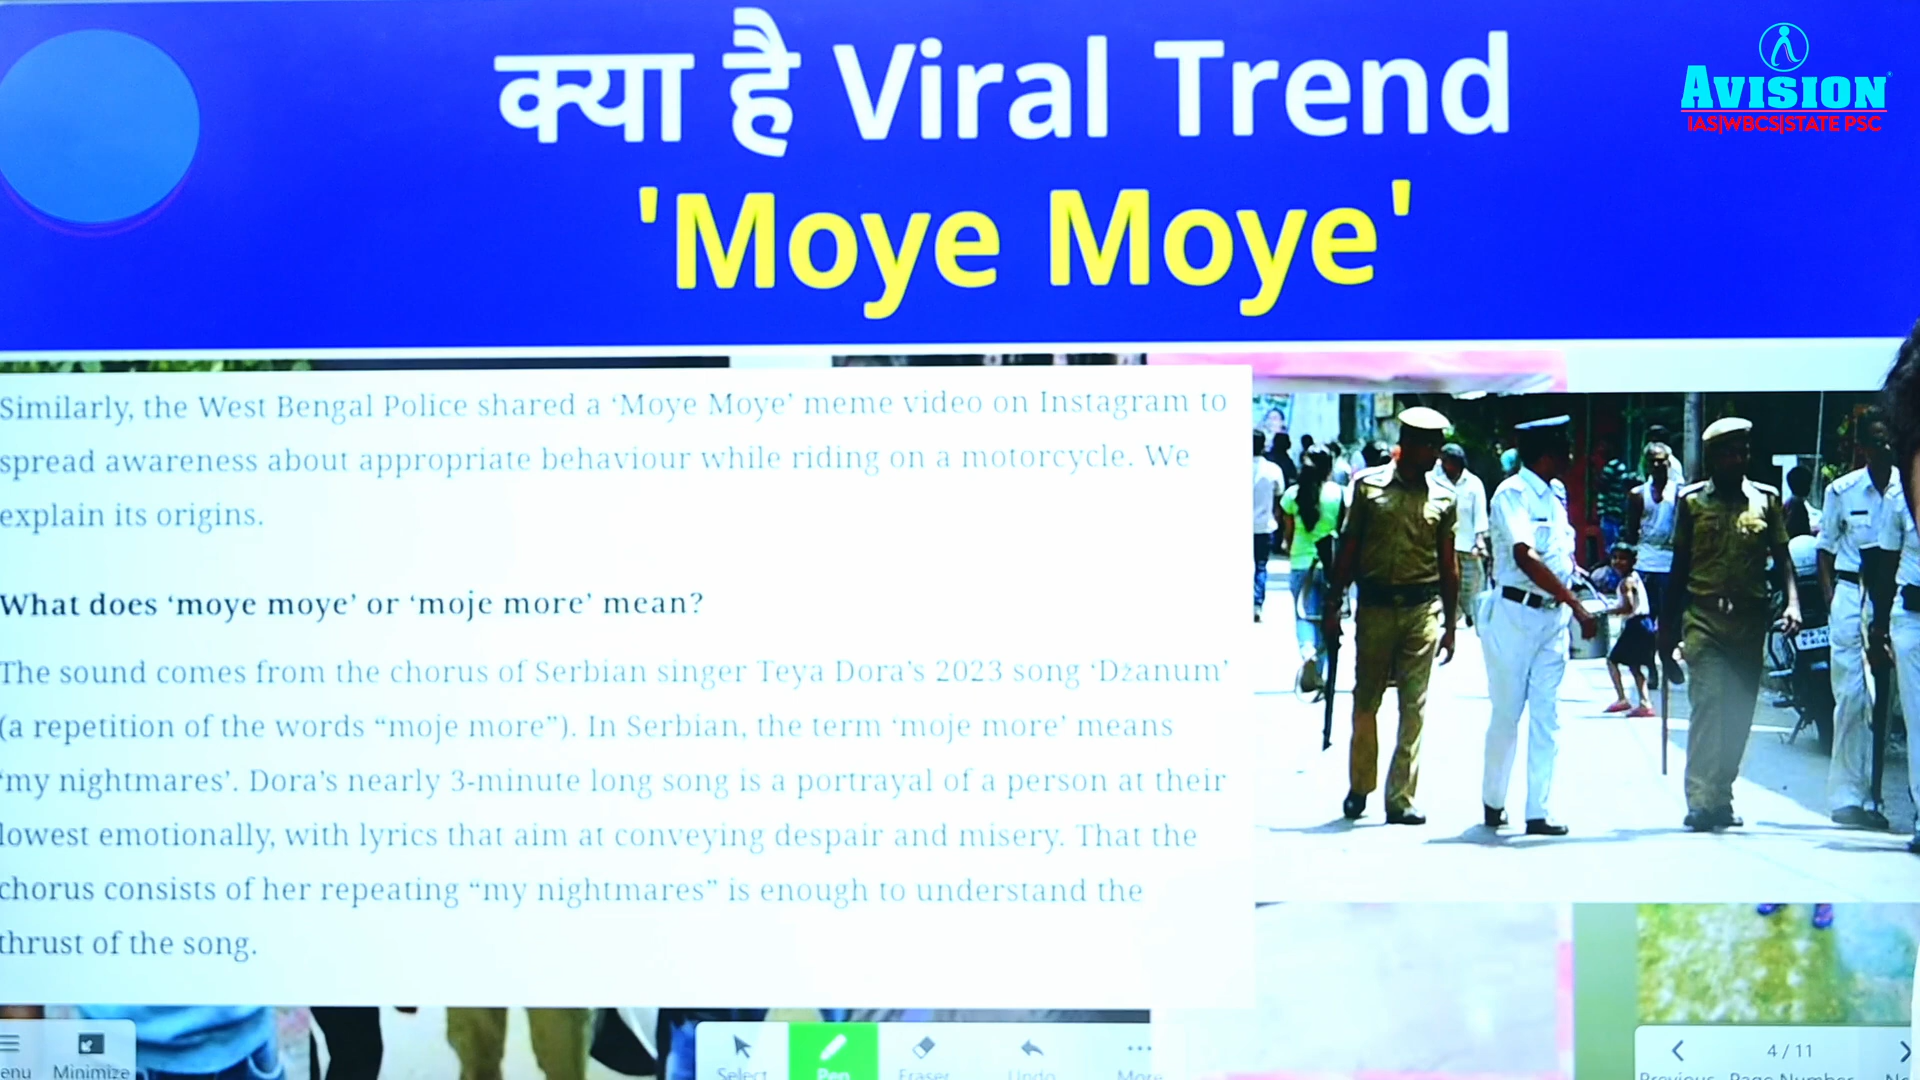 क्या है Viral Trend
'Moye Moye'
AVISION
IAS|WBCS|STATE PSC
Similarly, the West Bengal Police shared a ‘Moye Moye’ meme video on Instagram to
spread awareness about appropriate behaviour while riding on a motorcycle. We
explain its origins.
What does ‘moye moye’ or ‘moje more’ mean?
The sound comes from the chorus of Serbian singer Teya Dora’s 2023 song ‘Džanum’
(a repetition of the words “moje more”). In Serbian, the term ‘moje more’ means
‘my nightmares’. Dora’s nearly 3-minute long song is a portrayal of a person at their
lowest emotionally, with lyrics that aim at conveying despair and misery. That the
chorus consists of her repeating “my nightmares” is enough to understand the
thrust of the song.
Minimize
Select Pen Eraser Undo More
4 / 11
Previous Page Number